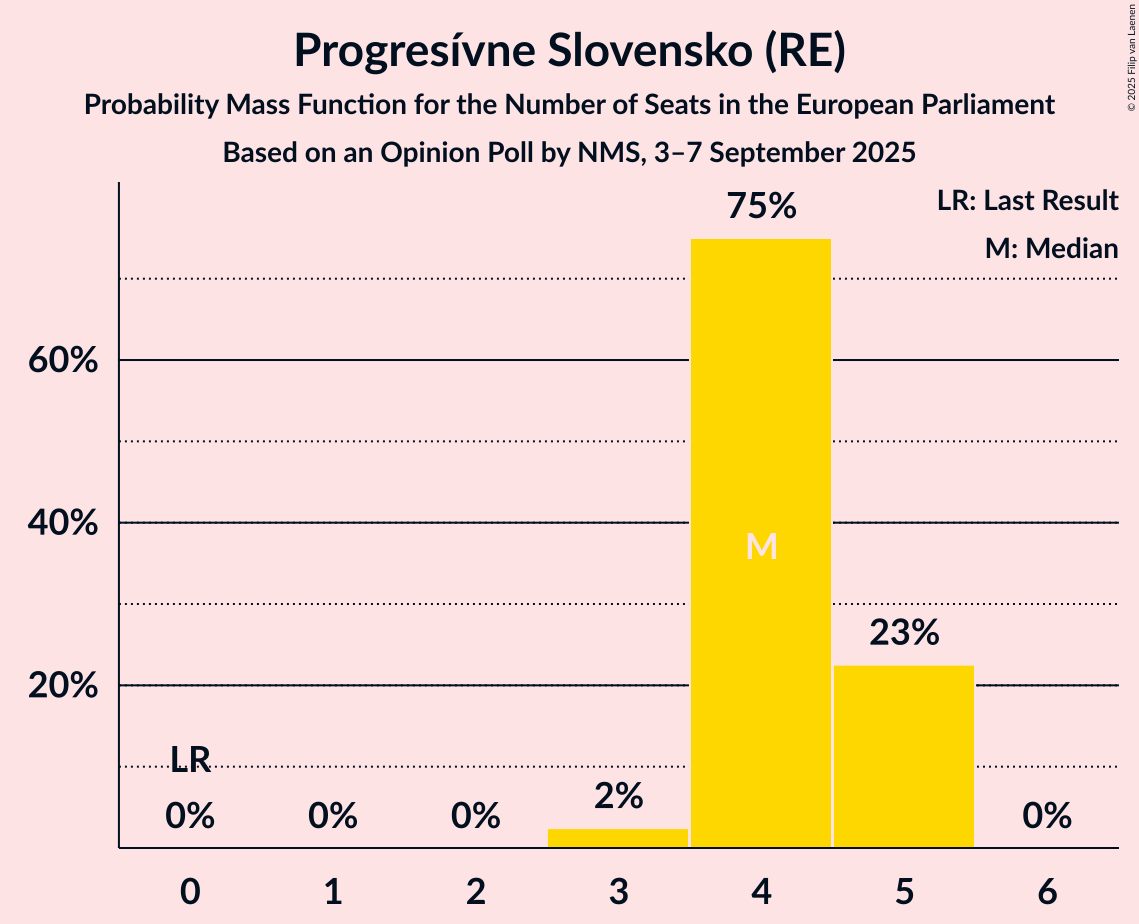 Progresívne Slovensko (RE)
Probability Mass Function for the Number of Seats in the European Parliament
Based on an Opinion Poll by NMS, 3–7 September 2025
© 2025 Filip van Laenen
LR: Last Result
M: Median
75%
60%
40%
M
23%
20%
LR
2%
0%
0%
0%
0%
0
1
2
3
4
5
6